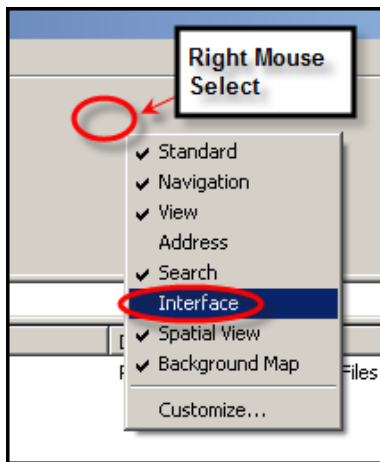 Right Mouse
Select
Standard
Navigation
View
Address
Search
Interface
Spatial View
Background Map
Files
Customize...